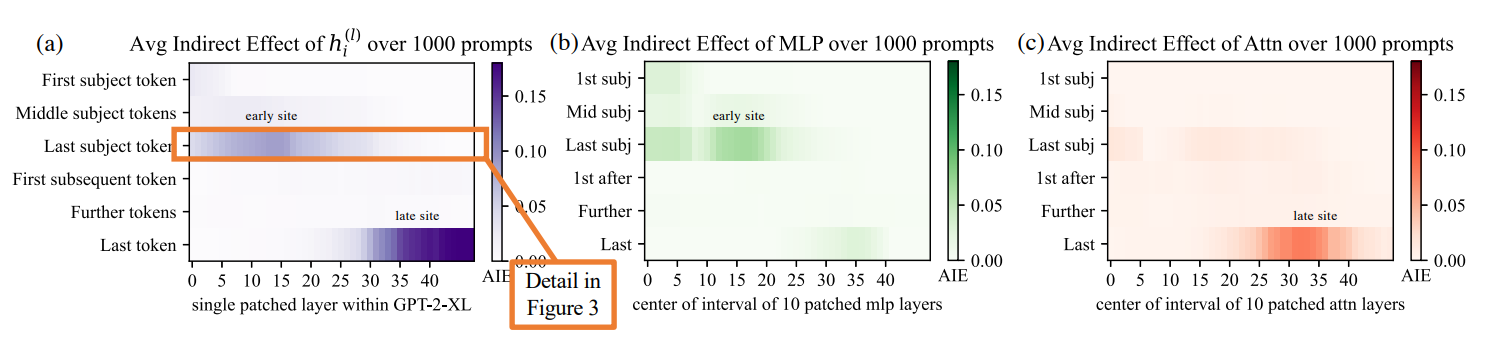 (a) Avg Indirect Effect of h_i^{(l)} over 1000 prompts
First subject token
Middle subject tokens
Last subject token
First subsequent token
Further tokens
Last token
early site
late site
0 5 10 15 20 25 30 35 40
single patched layer within GPT-2-XL
0.15
0.10
0.05
0.00
AIE
Detail in
Figure 3
(b) Avg Indirect Effect of MLP over 1000 prompts
1st subj
Mid subj
Last subj
1st after
Further
Last
early site
0 5 10 15 20 25 30 35 40
center of interval of 10 patched mlp layers
0.15
0.10
0.05
0.00
AIE
(c) Avg Indirect Effect of Attn over 1000 prompts
1st subj
Mid subj
Last subj
1st after
Further
Last
late site
0 5 10 15 20 25 30 35 40
center of interval of 10 patched attn layers
0.15
0.10
0.05
0.00
AIE